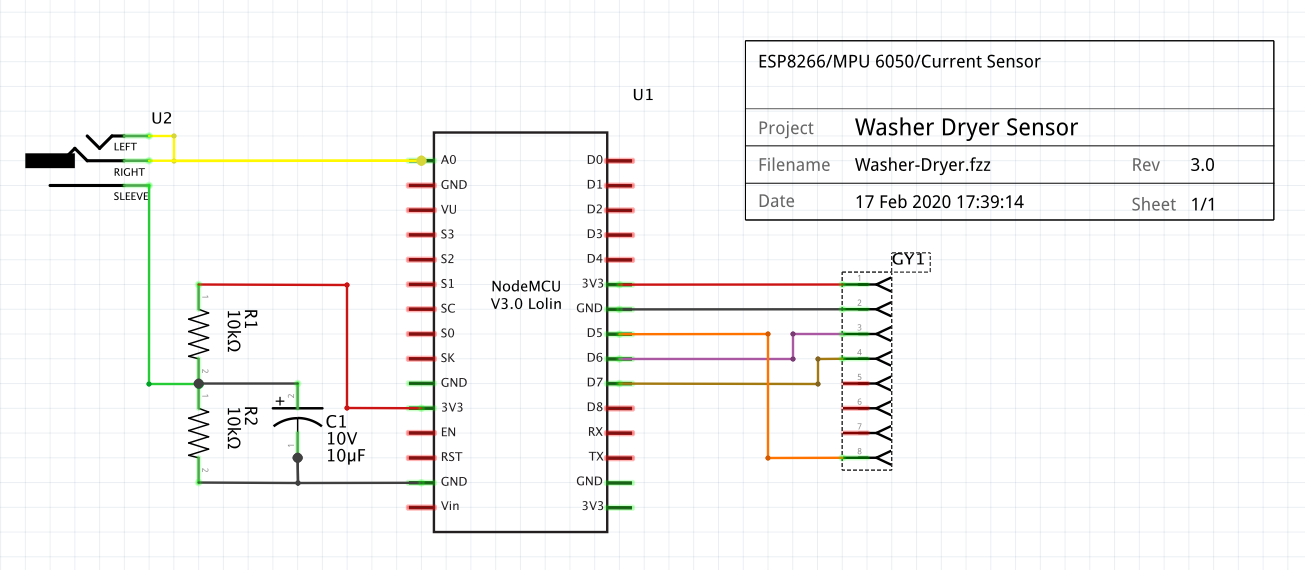 ESP8266/MPU 6050/Current Sensor
Project Washer Dryer Sensor
Filename Washer-Dryer.fzz Rev 3.0
Date 17 Feb 2020 17:39:14 Sheet 1/1
U2
LEFT
RIGHT
SLEEVE
1
R1
10kΩ
2
1
R2
10kΩ
2
+
2
C1
10V
10µF
1
U1
NodeMCU
V3.0 Lolin
A0
GND
VU
S3
S2
S1
SC
S0
SK
GND
3V3
EN
RST
GND
Vin
D0
D1
D2
D3
D4
3V3
GND
D5
D6
D7
D8
RX
TX
GND
3V3
GY1
1
2
3
4
5
6
7
8